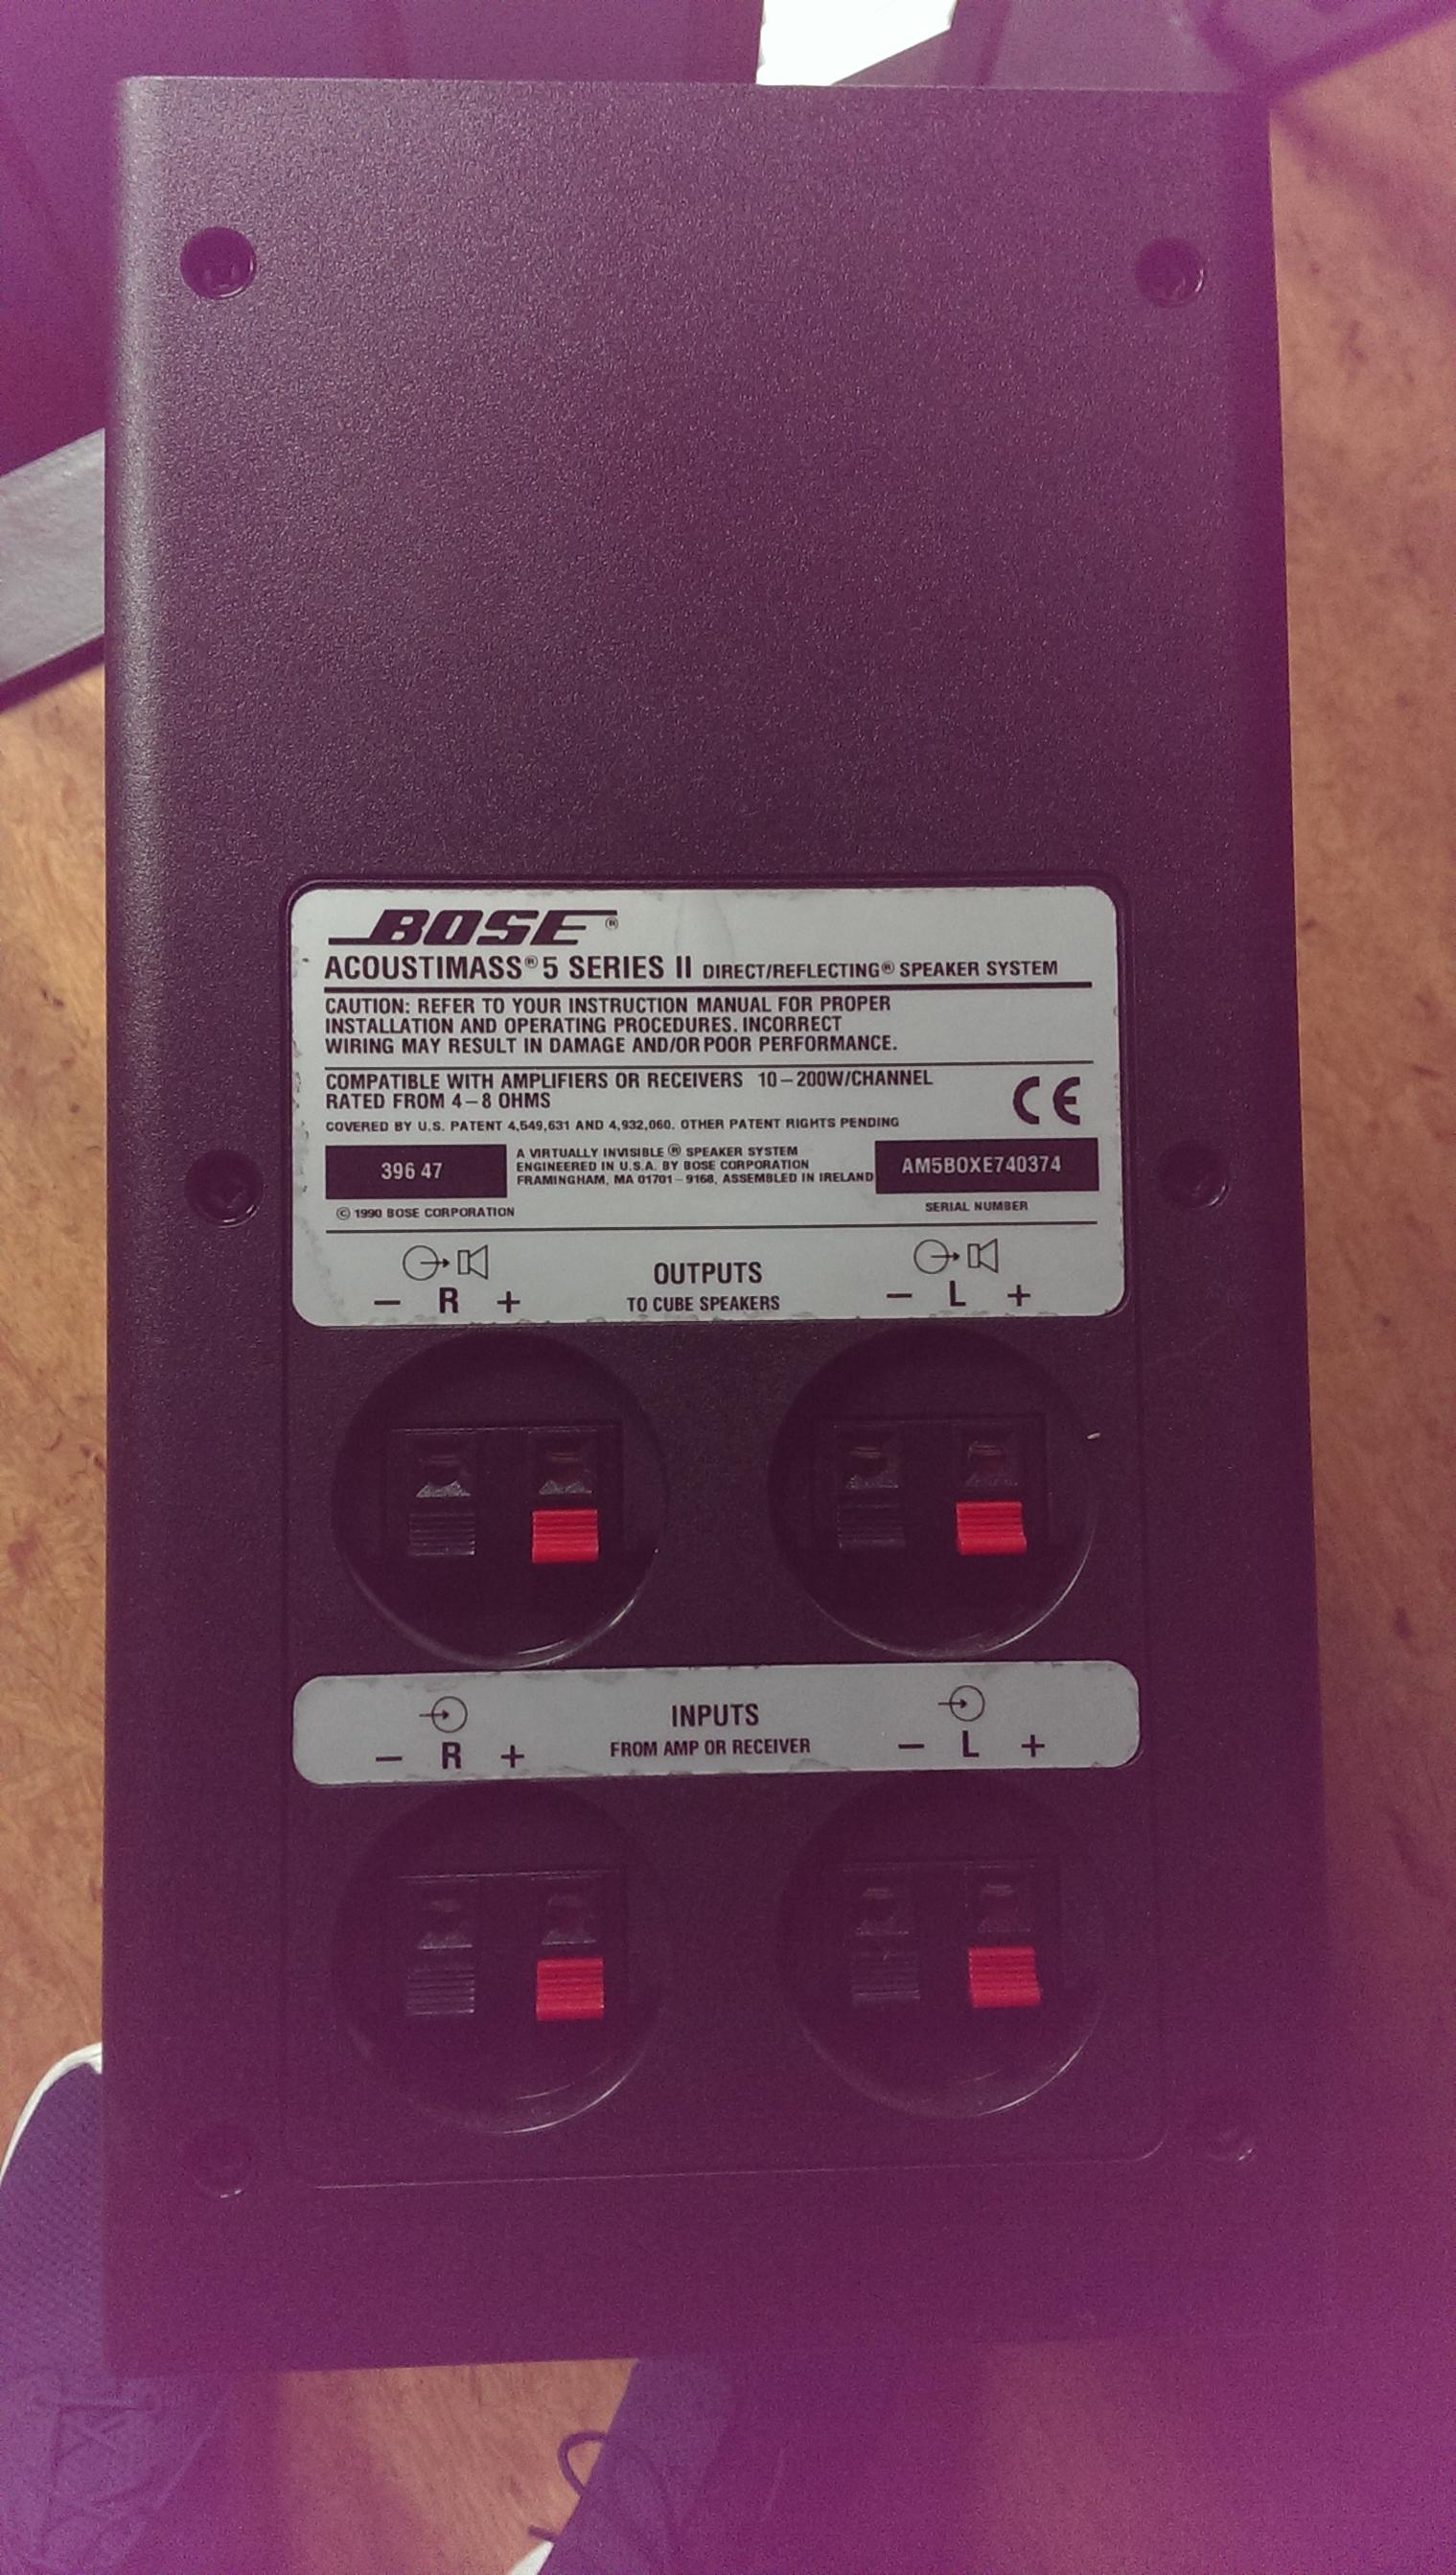 BOSE®
ACOUSTIMASS® 5 SERIES II DIRECT/REFLECTING® SPEAKER SYSTEM
CAUTION: REFER TO YOUR INSTRUCTION MANUAL FOR PROPER
INSTALLATION AND OPERATING PROCEDURES. INCORRECT
WIRING MAY RESULT IN DAMAGE AND/OR POOR PERFORMANCE.
COMPATIBLE WITH AMPLIFIERS OR RECEIVERS 10–200W/CHANNEL
RATED FROM 4–8 OHMS
CE
COVERED BY U.S. PATENT 4,549,631 AND 4,932,060. OTHER PATENT RIGHTS PENDING
396 47
A VIRTUALLY INVISIBLE® SPEAKER SYSTEM
ENGINEERED IN U.S.A. BY BOSE CORPORATION
FRAMINGHAM, MA 01701–9168, ASSEMBLED IN IRELAND
AM5BOXE740374
© 1990 BOSE CORPORATION
SERIAL NUMBER
OUTPUTS
– R + TO CUBE SPEAKERS – L +
INPUTS
– R + FROM AMP OR RECEIVER – L +